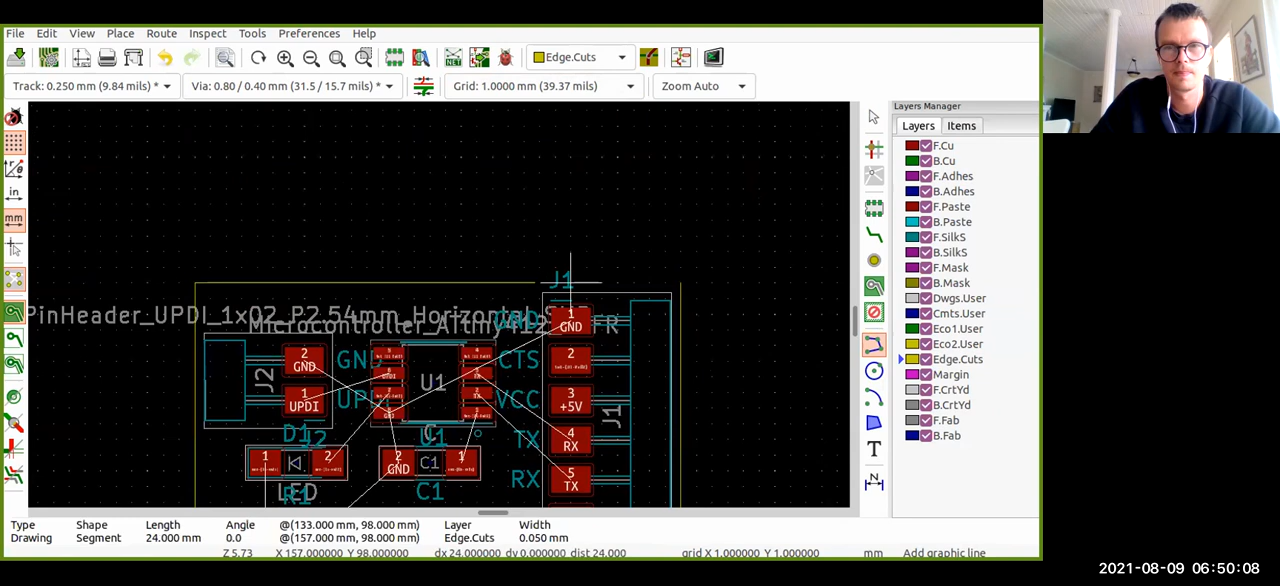 File Edit View Place Route Inspect Tools Preferences Help
Edge.Cuts
Track: 0.250 mm (9.84 mils) * Via: 0.80 / 0.40 mm (31.5 / 15.7 mils) * Grid: 1.0000 mm (39.37 mils) Zoom Auto
Layers Manager
Layers Items
F.Cu
B.Cu
F.Adhes
B.Adhes
F.Paste
B.Paste
F.SilkS
B.SilkS
F.Mask
B.Mask
Dwgs.User
Cmts.User
Eco1.User
Eco2.User
Edge.Cuts
Margin
F.CrtYd
B.CrtYd
F.Fab
B.Fab
in
mm
J1
PinHeader_UPDI_1x02_P2.54mm_Horizontal
1
GND
2
GND
GND
U1
CTS
2
J2
1
UPDI
VCC
3
+5V
J1
D1
J2
U1
TX
4
RX
1
2
2
GND
C1
1
RX
5
TX
LED
R1
C1
Type Shape Length Angle @(133.000 mm, 98.000 mm) Layer Width
Drawing Segment 24.000 mm 0.0 @(157.000 mm, 98.000 mm) Edge.Cuts 0.050 mm
Z 5.73 X 157.000000 Y 98.000000 dx 24.000000 dy 0.000000 dist 24.000 grid X 1.000000 Y 1.000000 mm Add graphic line
2021-08-09 06:50:08